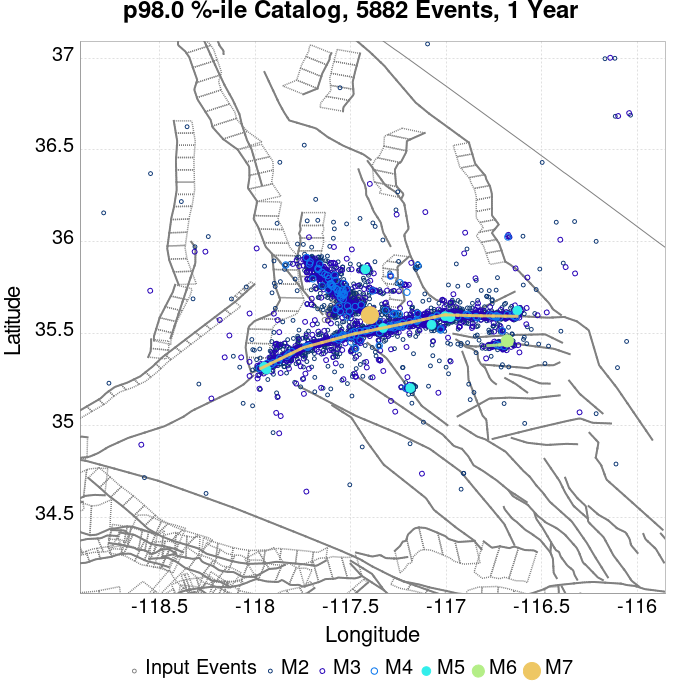 p98.0 %-ile Catalog, 5882 Events, 1 Year
37
36.5
36
35.5
35
34.5
Latitude
-118.5 -118 -117.5 -117 -116.5 -116
Longitude
Input Events M2 M3 M4 M5 M6 M7